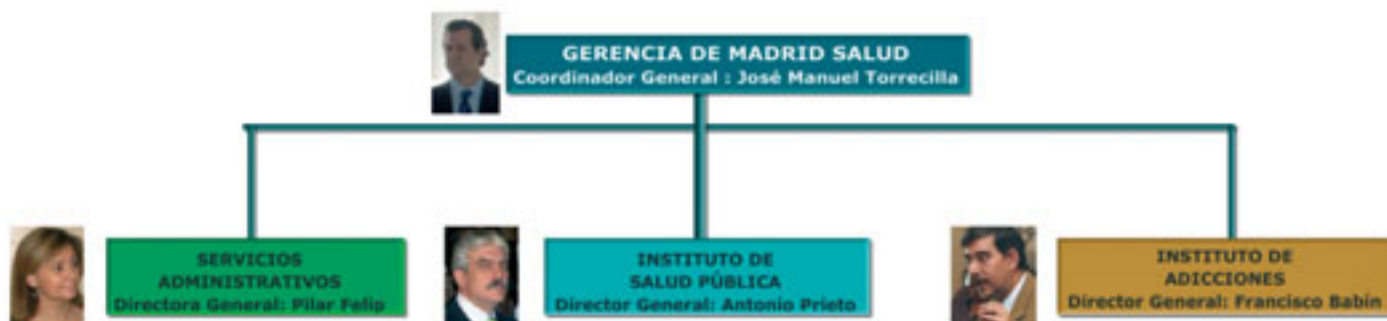 GERENCIA DE MADRID SALUD
Coordinador General : José Manuel Torrecilla
SERVICIOS
ADMINISTRATIVOS
Directora General: Pilar Felip
INSTITUTO DE
SALUD PÚBLICA
Director General: Antonio Prieto
INSTITUTO DE
ADICCIONES
Director General: Francisco Babín